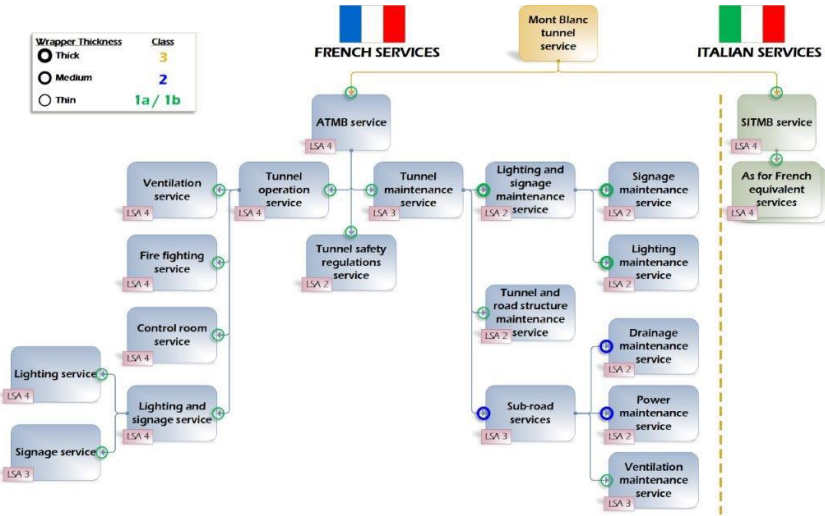 Wrapper Thickness Class
Thick 3
Medium 2
Thin 1a / 1b
FRENCH SERVICES
Mont Blanc
tunnel
service
ITALIAN SERVICES
ATMB service
LSA 4
SITMB service
LSA 4
Ventilation
service
LSA 4
Tunnel
operation
service
LSA 4
Tunnel
maintenance
service
LSA 3
Lighting and
signage
maintenance
service
LSA 2
Signage
maintenance
service
LSA 2
As for French
equivalent
services
LSA 4
Fire fighting
service
LSA 4
Tunnel safety
regulations
service
LSA 2
Lighting
maintenance
service
LSA 2
Control room
service
LSA 4
Tunnel and
road structure
maintenance
service
LSA 2
Drainage
maintenance
service
LSA 2
Lighting service
LSA 4
Lighting and
signage service
LSA 4
Sub-road
services
LSA 3
Power
maintenance
service
LSA 2
Signage service
LSA 3
Ventilation
maintenance
service
LSA 3